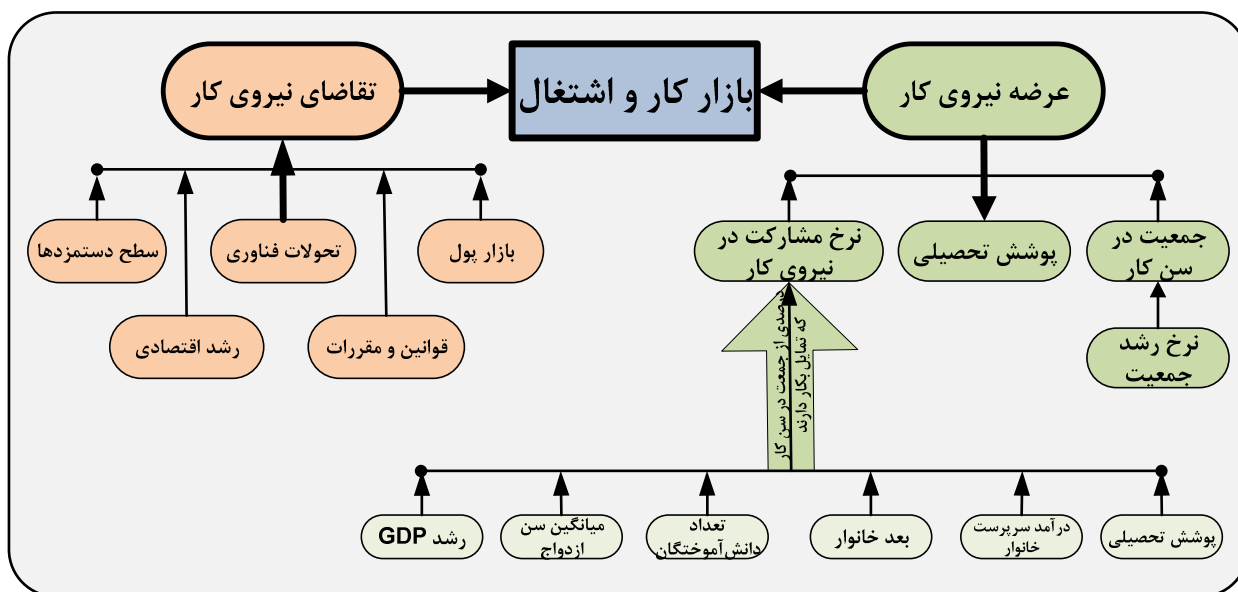 عرضه نیروی کار
بازار کار و اشتغال
تقاضای نیروی کار
جمعیت در
سن کار
پوشش تحصیلی
نرخ مشارکت در
نیروی کار
بازار پول
تحولات فناوری
سطح دستمزدها
نرخ رشد
جمعیت
قوانین و مقررات
رشد اقتصادی
درصدی از جمعت در سن کار
که تمایل بکار دارند
پوشش تحصیلی
درآمد سرپرست
خانوار
بعد خانوار
تعداد
دانش‌آموختگان
میانگین سن
ازدواج
رشد GDP